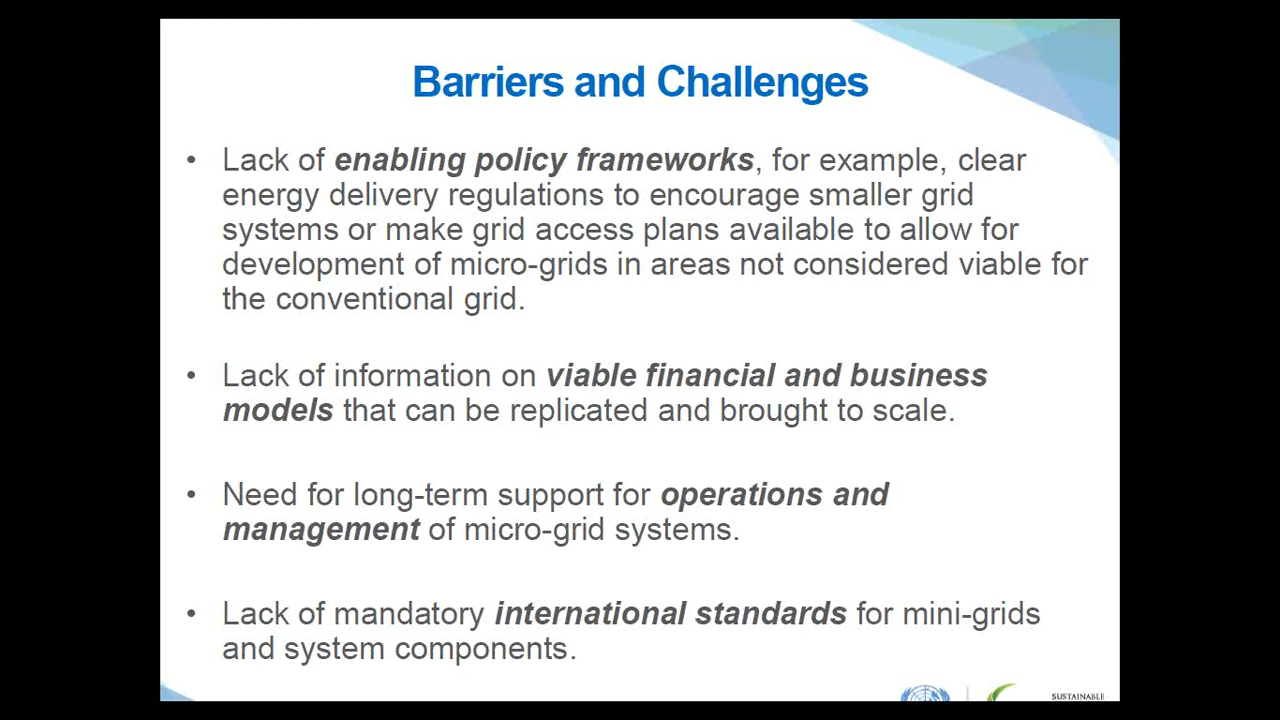 Barriers and Challenges
• Lack of enabling policy frameworks, for example, clear
energy delivery regulations to encourage smaller grid
systems or make grid access plans available to allow for
development of micro-grids in areas not considered viable for
the conventional grid.
• Lack of information on viable financial and business
models that can be replicated and brought to scale.
• Need for long-term support for operations and
management of micro-grid systems.
• Lack of mandatory international standards for mini-grids
and system components.
SUSTAINABLE